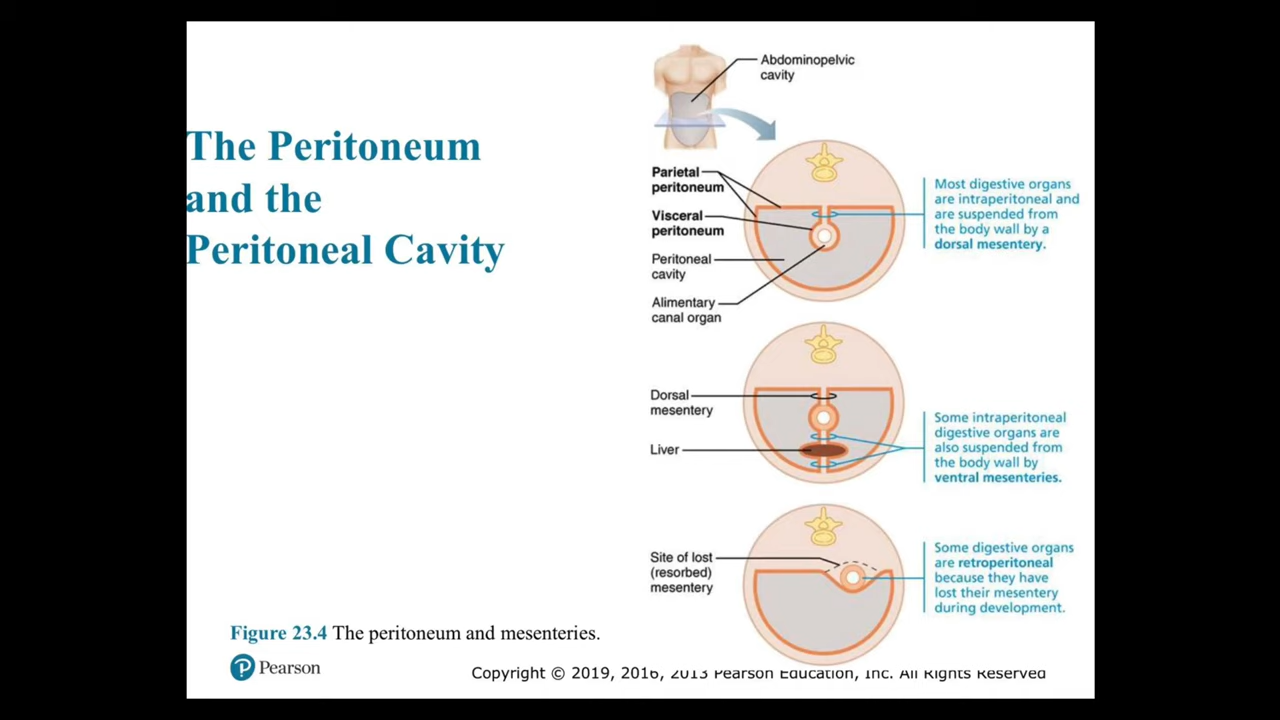 The Peritoneum
and the
Peritoneal Cavity
Abdominopelvic
cavity
Parietal
peritoneum
Visceral
peritoneum
Peritoneal
cavity
Alimentary
canal organ
Most digestive organs
are intraperitoneal and
are suspended from
the body wall by a
dorsal mesentery.
Dorsal
mesentery
Liver
Some intraperitoneal
digestive organs are
also suspended from
the body wall by
ventral mesenteries.
Site of lost
(resorbed)
mesentery
Some digestive organs
are retroperitoneal
because they have
lost their mesentery
during development.
Figure 23.4 The peritoneum and mesenteries.
P Pearson
Copyright © 2019, 2016, 2013 Pearson Education, Inc. All Rights Reserved